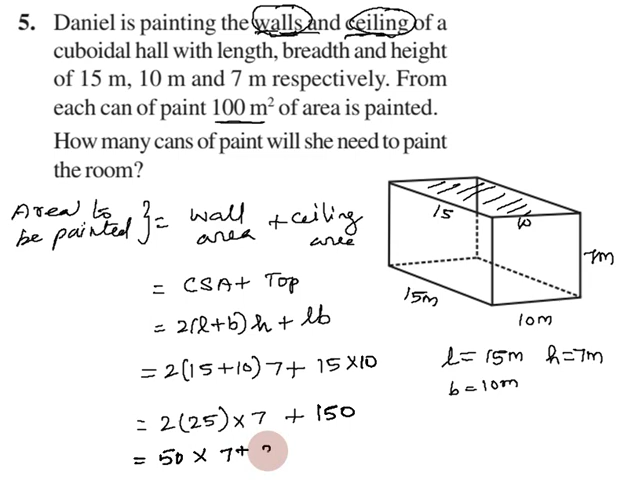 5. Daniel is painting the walls and ceiling of a
cuboidal hall with length, breadth and height
of 15 m, 10 m and 7 m respectively. From
each can of paint 100 m² of area is painted.
How many cans of paint will she need to paint
the room?
Area to be painted } = wall area + ceiling area
= CSA + Top
= 2(l+b)h + lb
= 2(15+10)7 + 15×10
= 2(25)×7 + 150
= 50 × 7+
15
10
7m
15m
10m
l = 15m h=7m
b = 10m